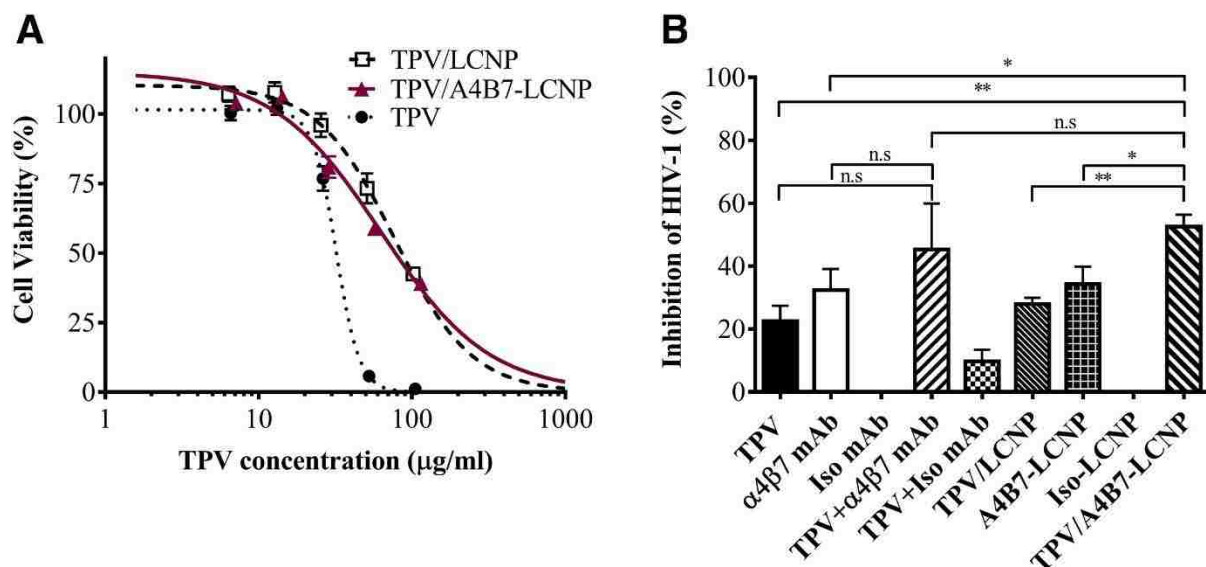 A
TPV/LCNP
TPV/A4B7-LCNP
TPV
Cell Viability (%)
100
75
50
25
0
1
10
100
1000
TPV concentration (µg/ml)
B
Inhibition of HIV-1 (%)
100
80
60
40
20
0
*
**
n.s
n.s
*
n.s
**
TPV
α4β7 mAb
Iso mAb
TPV+α4β7 mAb
TPV+Iso mAb
TPV/LCNP
A4B7-LCNP
Iso-LCNP
TPV/A4B7-LCNP